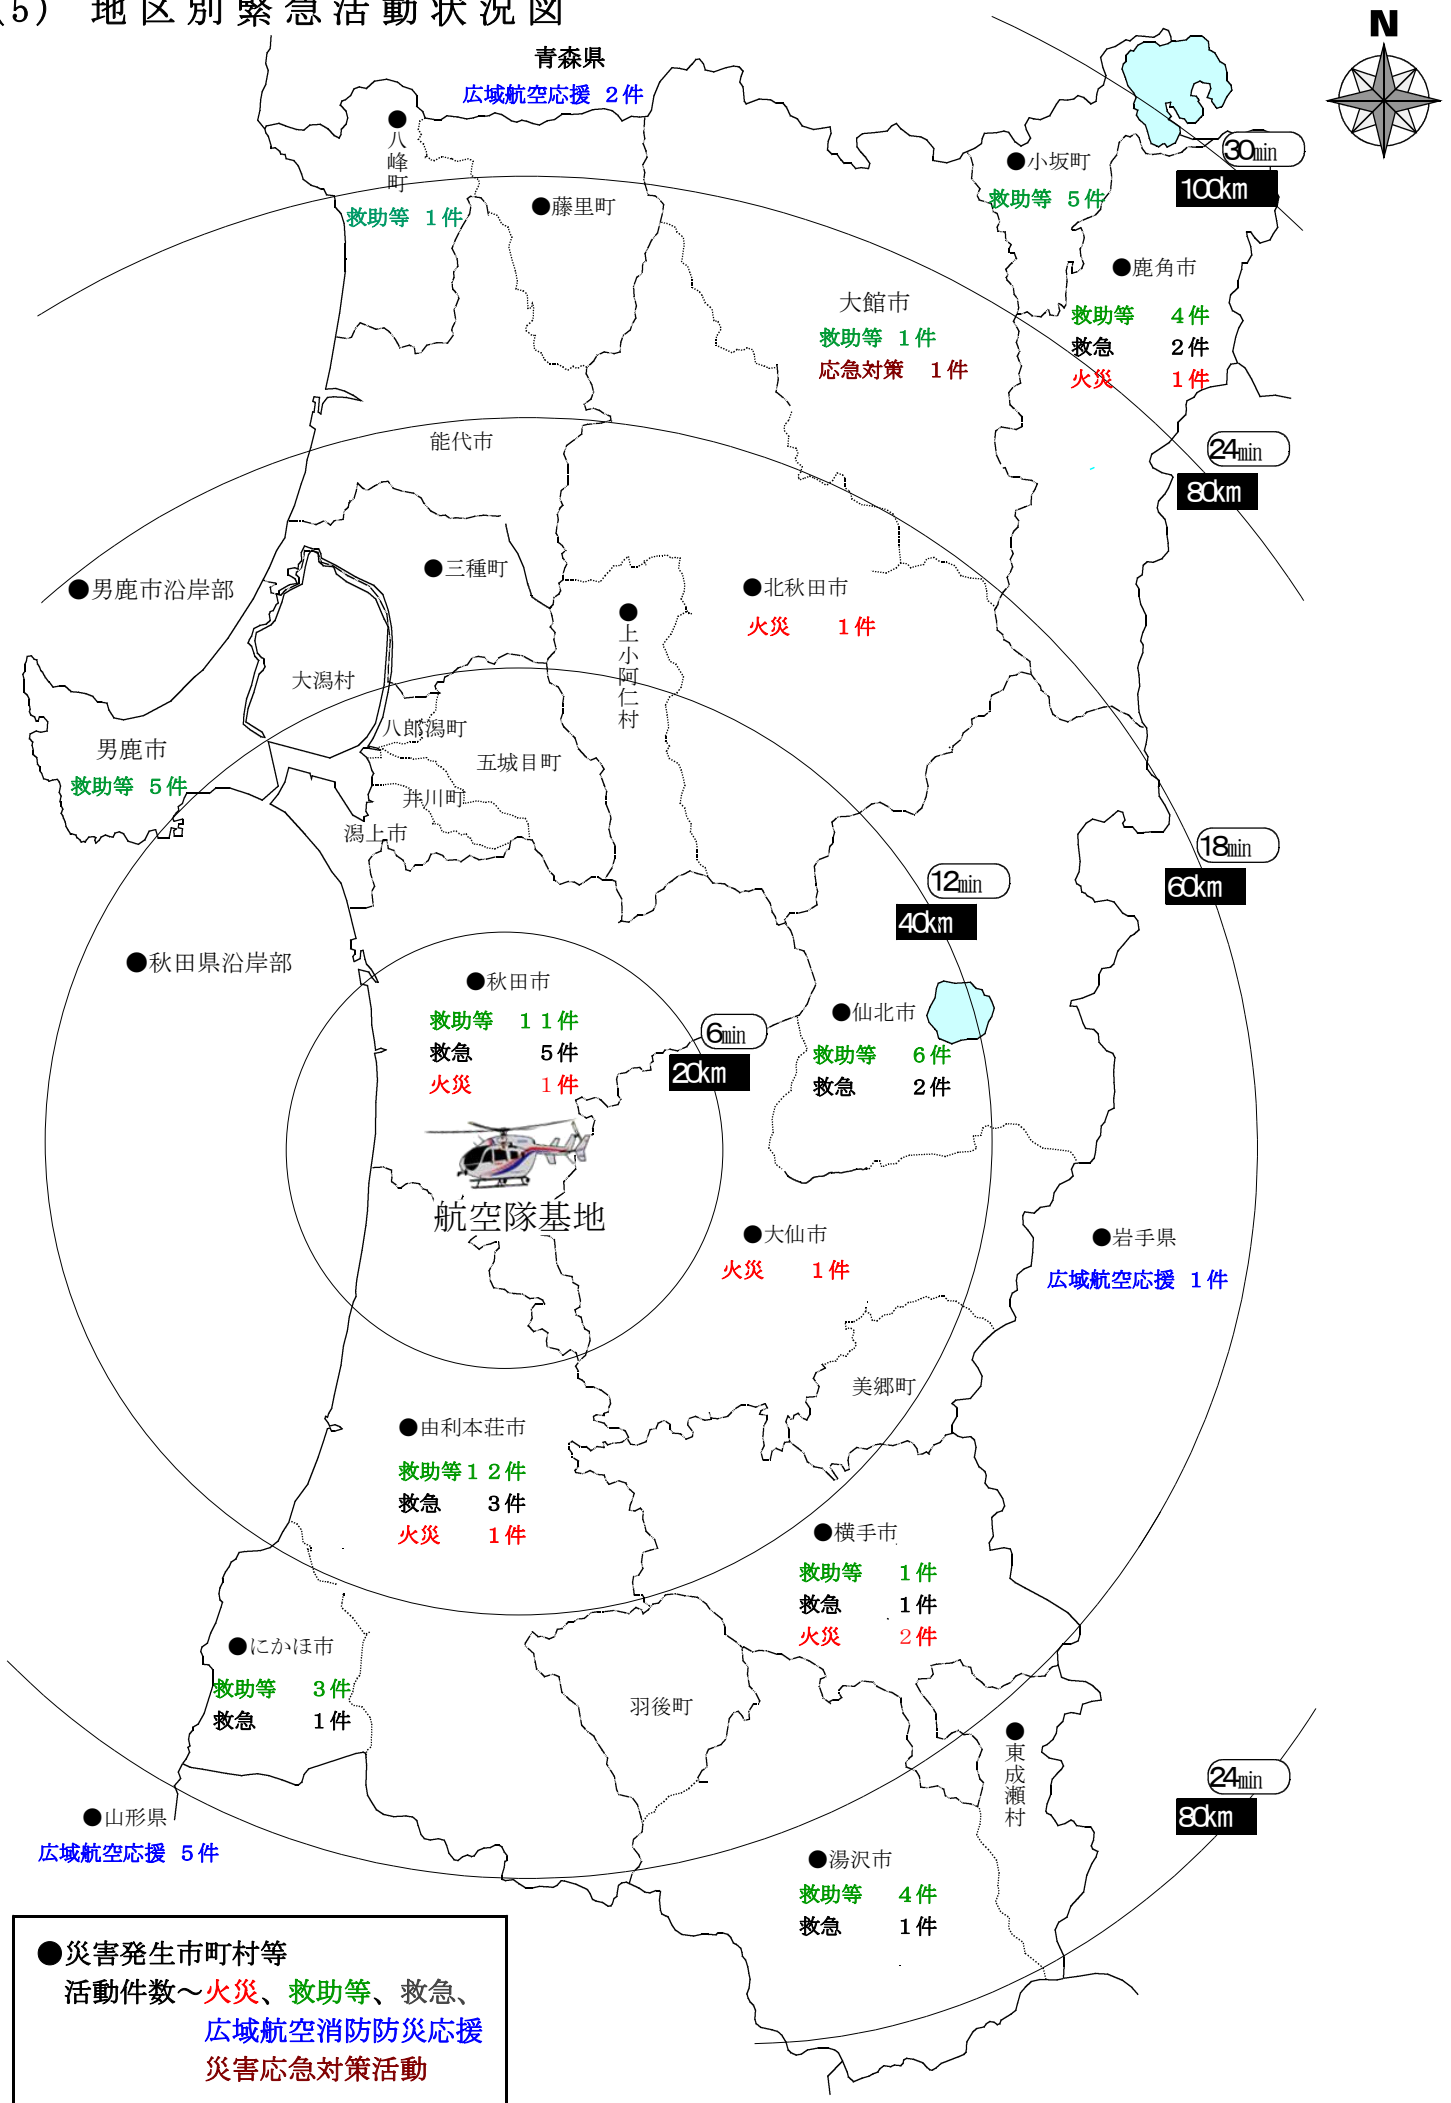 (5) 地区別緊急活動状況図
N
青森県
広域航空応援 2件
●八峰町
救助等 1件
●藤里町
●小坂町
救助等 5件
30min
100km
●鹿角市
救助等 4件
救急 2件
火災 1件
大館市
救助等 1件
応急対策 1件
能代市
24min
80km
●男鹿市沿岸部
●三種町
●北秋田市
火災 1件
●上小阿仁村
大潟村
八郎潟町
男鹿市
救助等 5件
五城目町
井川町
潟上市
18min
60km
12min
40km
●秋田県沿岸部
●秋田市
救助等 11件
救急 5件
火災 1件
6min
20km
●仙北市
救助等 6件
救急 2件
航空隊基地
●大仙市
火災 1件
●岩手県
広域航空応援 1件
美郷町
●由利本荘市
救助等12件
救急 3件
火災 1件
●横手市
救助等 1件
救急 1件
火災 2件
●にかほ市
救助等 3件
救急 1件
羽後町
●東成瀬村
24min
80km
●山形県
広域航空応援 5件
●湯沢市
救助等 4件
救急 1件
●災害発生市町村等
活動件数～火災、救助等、救急、
広域航空消防防災応援
災害応急対策活動